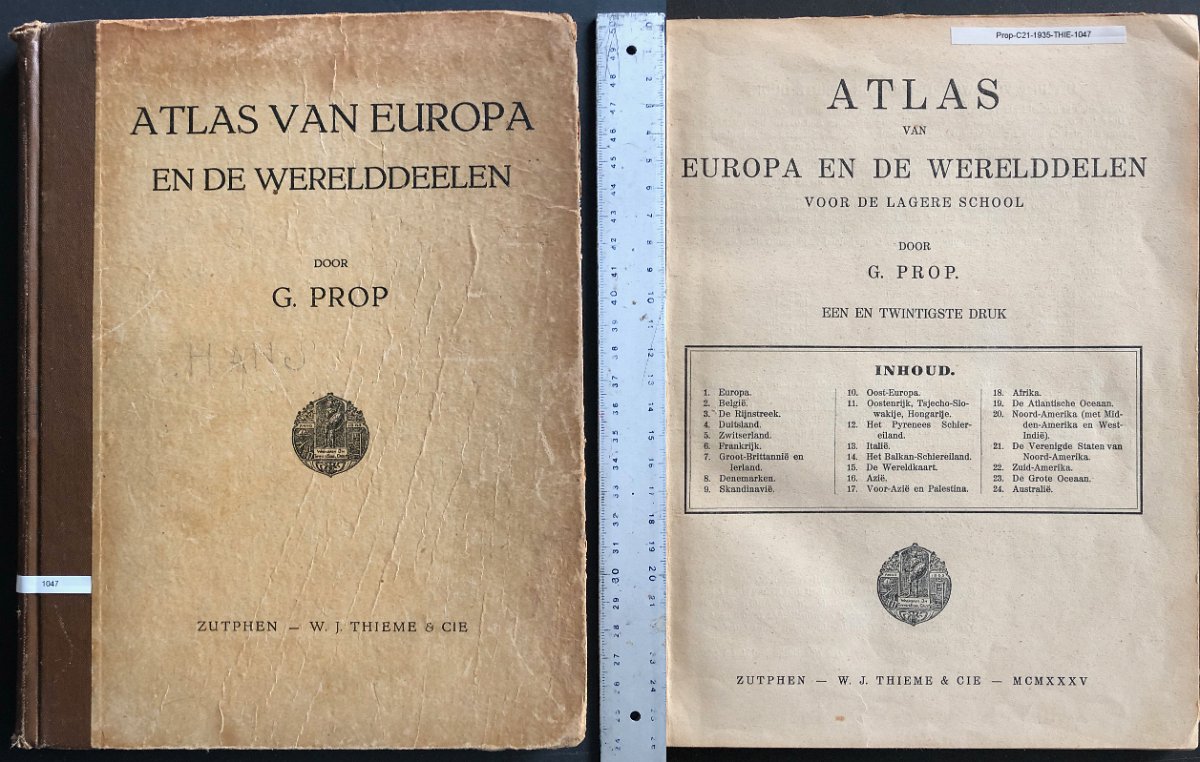 ATLAS VAN EUROPA
EN DE WERELDDEELEN
DOOR
G. PROP
HANS
1047
ZUTPHEN — W. J. THIEME & CIE
Prop-C21-1935-THIE-1047
ATLAS
VAN
EUROPA EN DE WERELDDELEN
VOOR DE LAGERE SCHOOL
DOOR
G. PROP.
EEN EN TWINTIGSTE DRUK
INHOUD.
1. Europa.
2. België.
3. De Rijnstreek.
4. Duitsland.
5. Zwitserland.
6. Frankrijk.
7. Groot-Brittannië en
Ierland.
8. Denemarken.
9. Skandinavië.
10. Oost-Europa.
11. Oostenrijk, Tsjecho-Slo-
wakije, Hongarije.
12. Het Pyrenees Schier-
eiland.
13. Italië.
14. Het Balkan-Schiereiland.
15. De Wereldkaart.
16. Azië.
17. Voor-Azië en Palestina.
18. Afrika.
19. De Atlantische Oceaan.
20. Noord-Amerika (met Mid-
den-Amerika en West-
Indië).
21. De Verenigde Staten van
Noord-Amerika.
22. Zuid-Amerika.
23. De Grote Oceaan.
24. Australië.
ZUTPHEN — W. J. THIEME & CIE — MCMXXXV